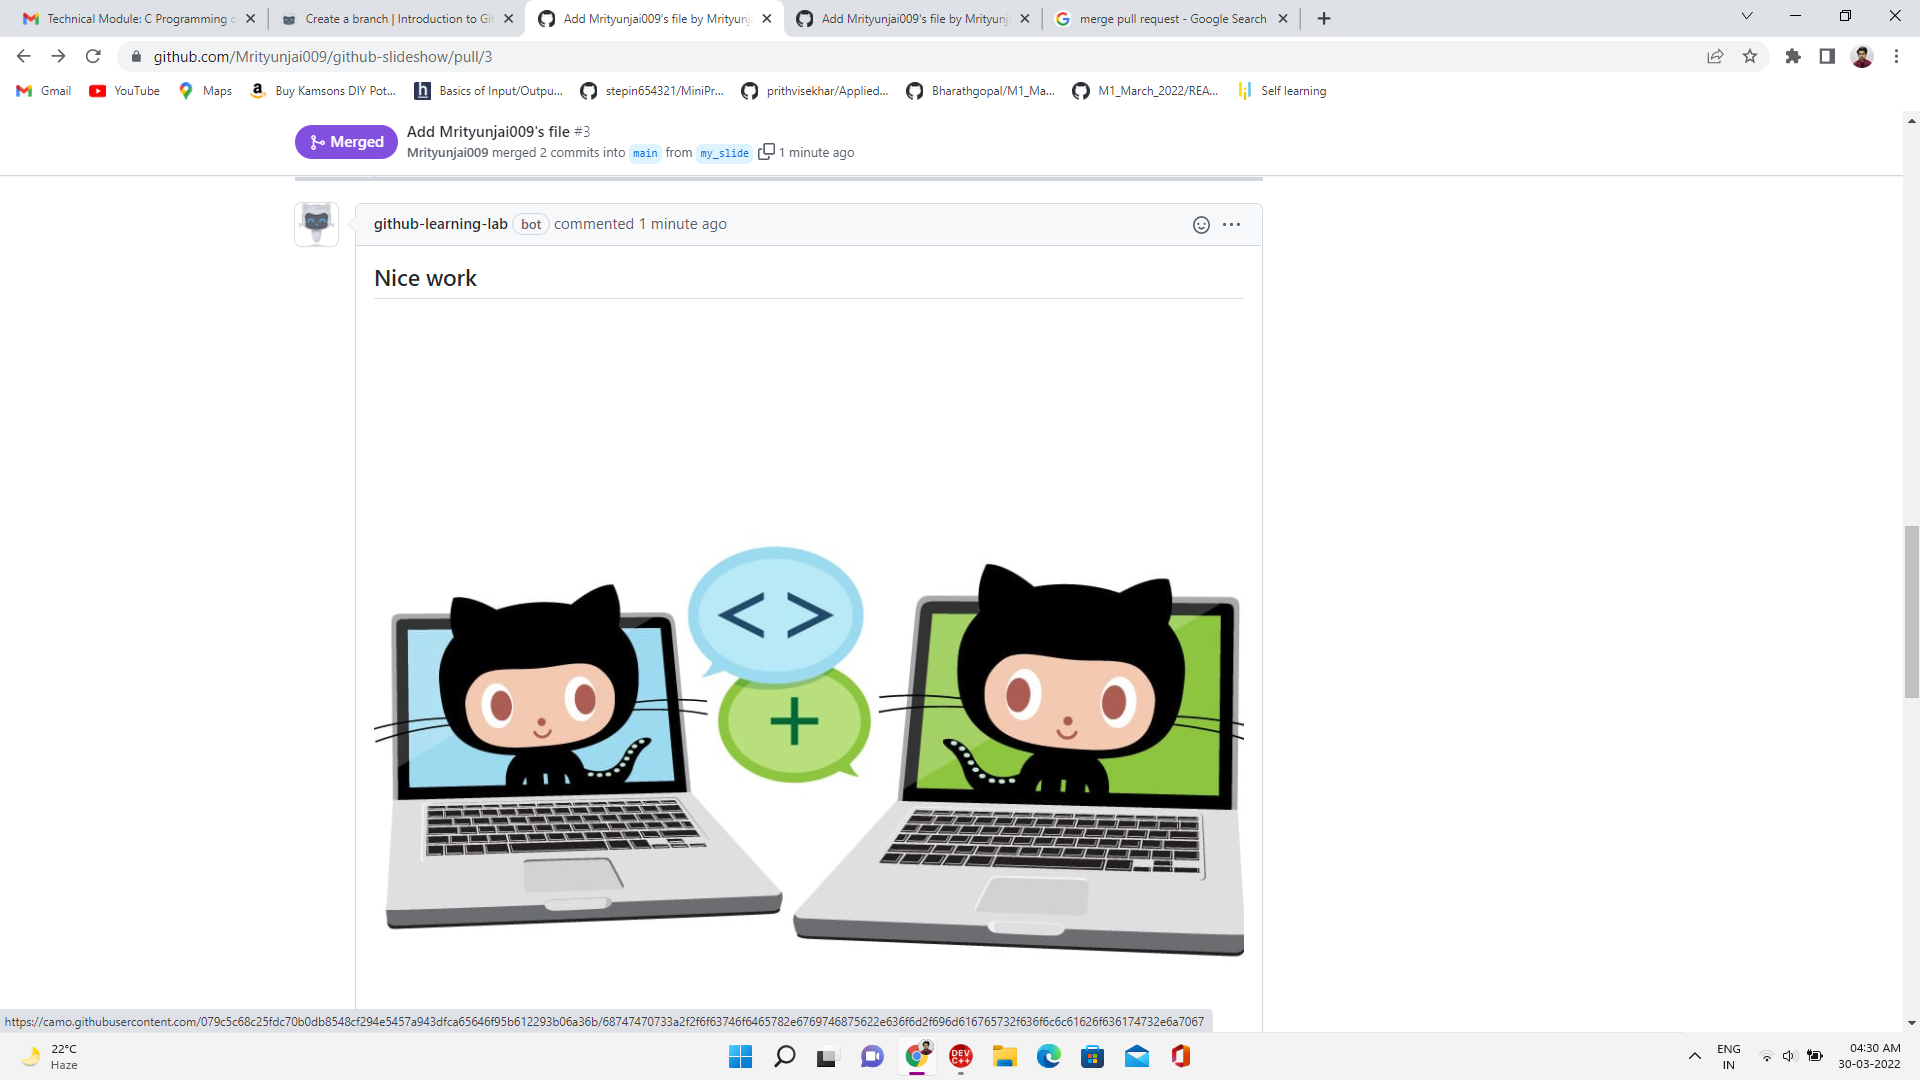 Technical Module: C Programming
Create a branch | Introduction to Git
Add Mrityunjai009's file by Mrityunj
Add Mrityunjai009's file by Mrityunj
merge pull request - Google Search
github.com/Mrityunjai009/github-slideshow/pull/3
Gmail
YouTube
Maps
Buy Kamsons DIY Pot...
Basics of Input/Outpu...
stepin654321/MiniPr...
prithvisekhar/Applied...
Bharathgopal/M1_Ma...
M1_March_2022/REA...
Self learning
Merged
Add Mrityunjai009's file #3
Mrityunjai009 merged 2 commits into main from my_slide 1 minute ago
github-learning-lab bot commented 1 minute ago
Nice work
< >
+
https://camo.githubusercontent.com/079c5c68c25fdc70b0db8548cf294e5457a943dfca65646f95b612293b06a36b/68747470733a2f2f6f63746f6465782e6769746875622e636f6d2f696d616765732f636f6c6c61626f636174732e6a7067
22°C
Haze
DEV
C++
ENG
IN
04:30 AM
30-03-2022